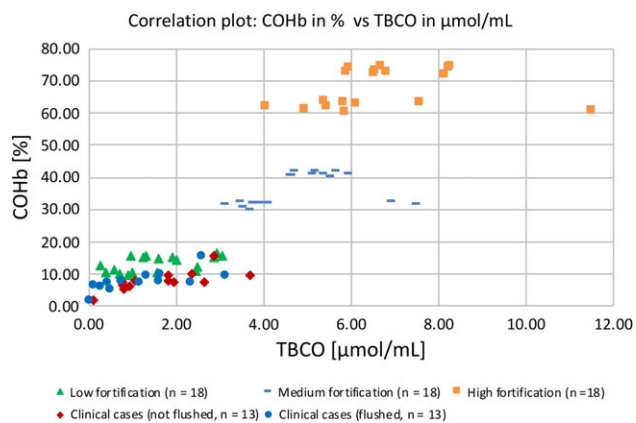 Correlation plot: COHb in % vs TBCO in µmol/mL
80.00
70.00
60.00
50.00
40.00
30.00
20.00
10.00
0.00
COHb [%]
0.00 2.00 4.00 6.00 8.00 10.00 12.00
TBCO [µmol/mL]
Low fortification (n = 18) Medium fortification (n = 18) High fortification (n =18)
Clinical cases (not flushed, n = 13) Clinical cases (flushed, n = 13)